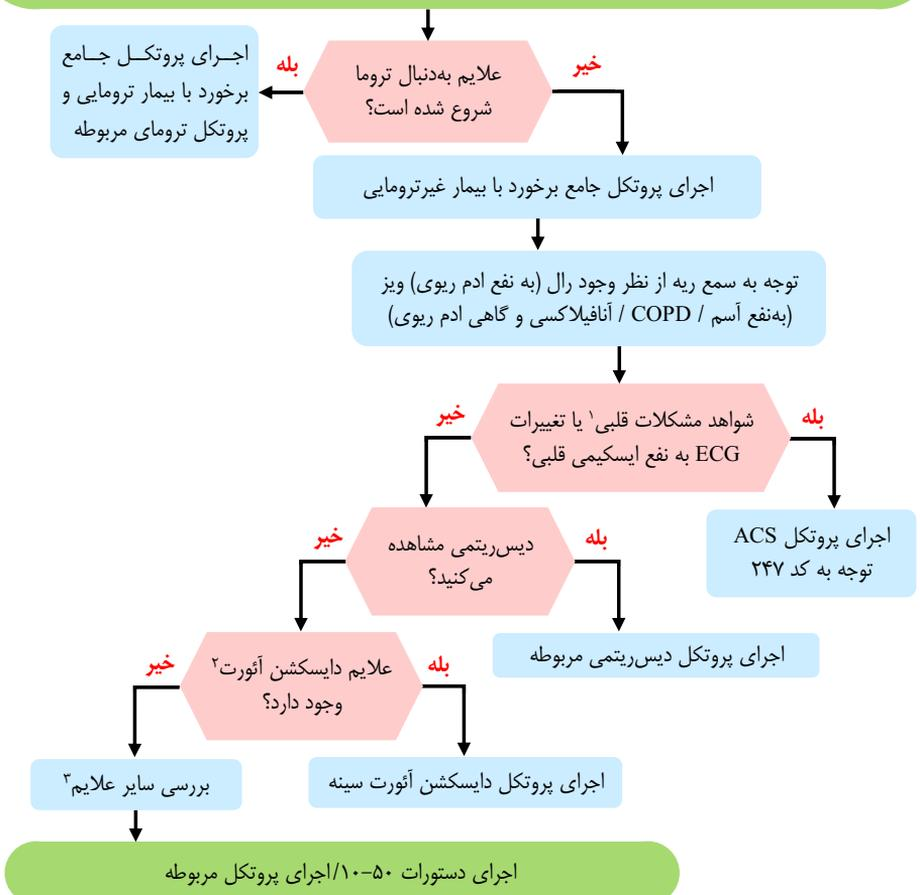 علایم به‌دنبال تروما
شروع شده است؟
خیر
بله
اجـرای پروتکـل جـامع
برخورد با بیمار ترومایی و
پروتکل ترومای مربوطه
اجرای پروتکل جامع برخورد با بیمار غیرترومایی
توجه به سمع ریه از نظر وجود رال (به نفع ادم ریوی) ویز
(به‌نفع آسم / COPD / آنافیلاکسی و گاهی ادم ریوی)
شواهد مشکلات قلبی۱ یا تغییرات
ECG به نفع ایسکیمی قلبی؟
بله
خیر
اجرای پروتکل ACS
توجه به کد ۲۴۷
دیس‌ریتمی مشاهده
می‌کنید؟
بله
خیر
اجرای پروتکل دیس‌ریتمی مربوطه
علایم دایسکشن آئورت۲
وجود دارد؟
بله
خیر
اجرای پروتکل دایسکشن آئورت سینه
بررسی سایر علایم۳
اجرای دستورات ۵۰-۱۰/اجرای پروتکل مربوطه